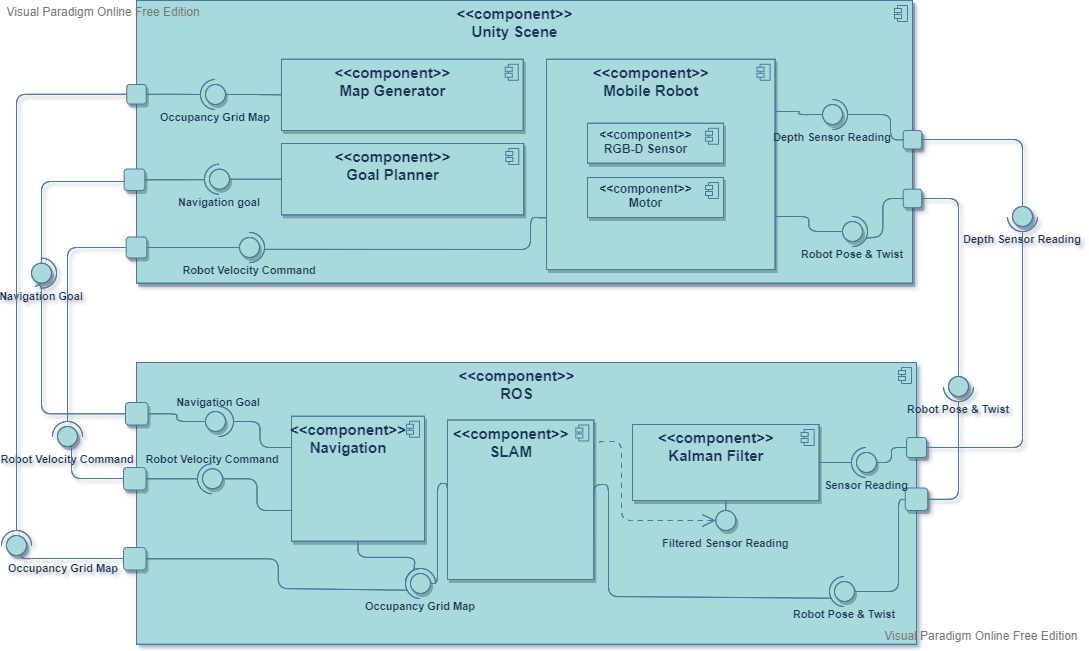 Visual Paradigm Online Free Edition
<<component>>
Unity Scene
<<component>>
Map Generator
<<component>>
Mobile Robot
Occupancy Grid Map
<<component>>
RGB-D Sensor
Depth Sensor Reading
<<component>>
Goal Planner
Navigation goal
<<component>>
Motor
Robot Velocity Command
Robot Pose & Twist
Depth Sensor Reading
Navigation Goal
<<component>>
ROS
Navigation Goal
Robot Pose & Twist
<<component>>
Navigation
<<component>>
SLAM
<<component>>
Kalman Filter
Robot Velocity Command
Robot Velocity Command
Sensor Reading
Filtered Sensor Reading
Occupancy Grid Map
Occupancy Grid Map
Robot Pose & Twist
Visual Paradigm Online Free Edition